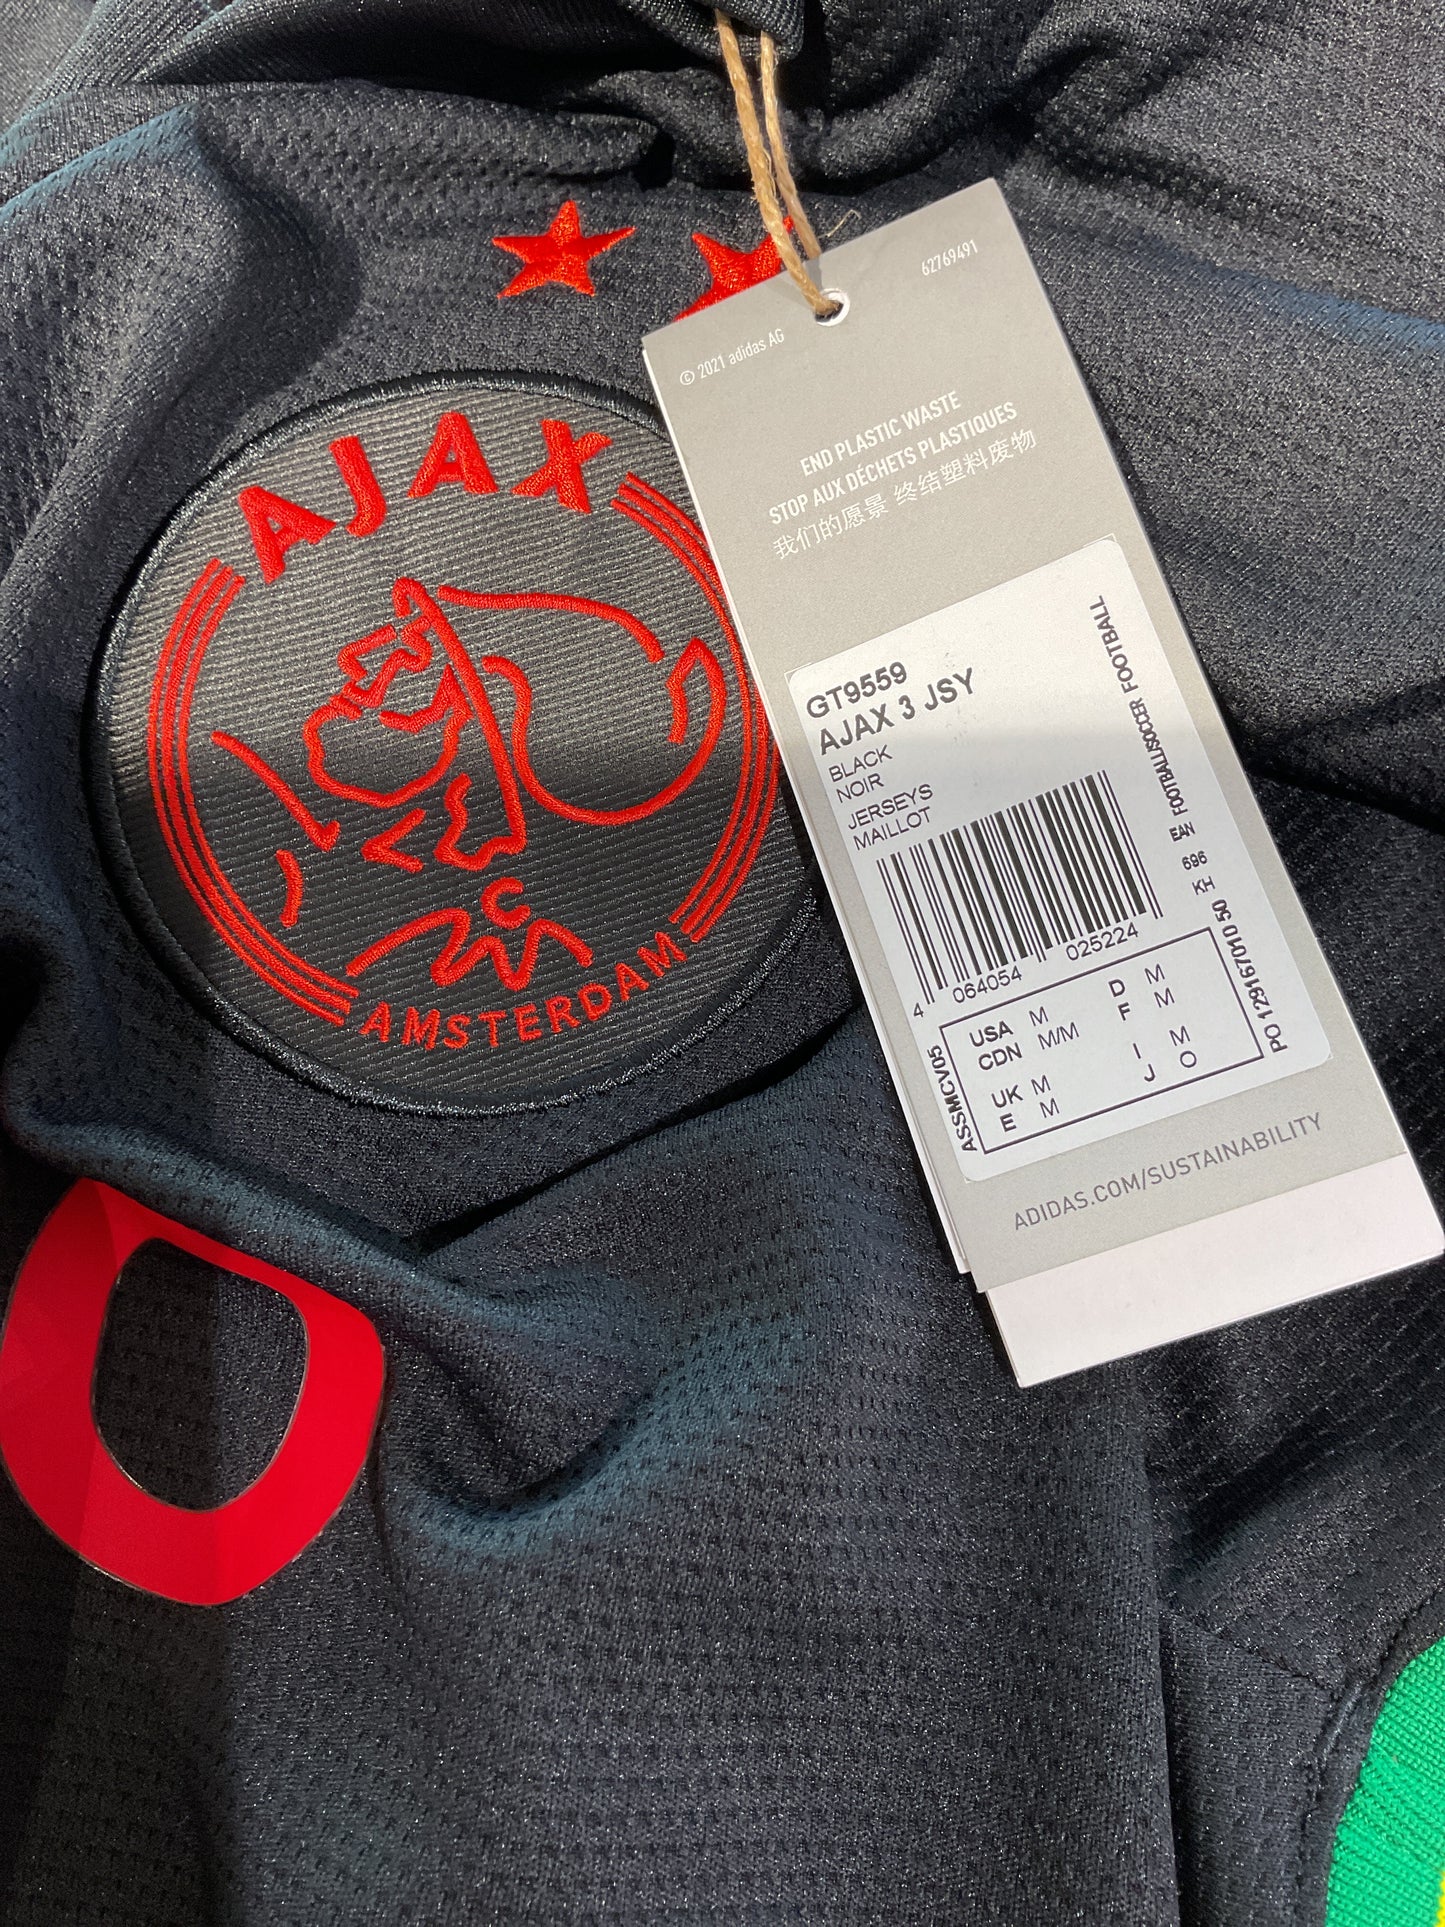 AJAX
AMSTERDAM
62769491
© 2021 adidas AG
END PLASTIC WASTE
STOP AUX DÉCHETS PLASTIQUES
我们的愿景 终结塑料废物
GT9559
AJAX 3 JSY
BLACK
NOIR
JERSEYS
MAILLOT
FOOTBALL/SOCCER FOOTBALL
EAN
696
KH
PO 129167010 50
4 064054 025224
ASSMCV05
USA M D M
CDN M/M F M
UK M I M
E M J O
ADIDAS.COM/SUSTAINABILITY